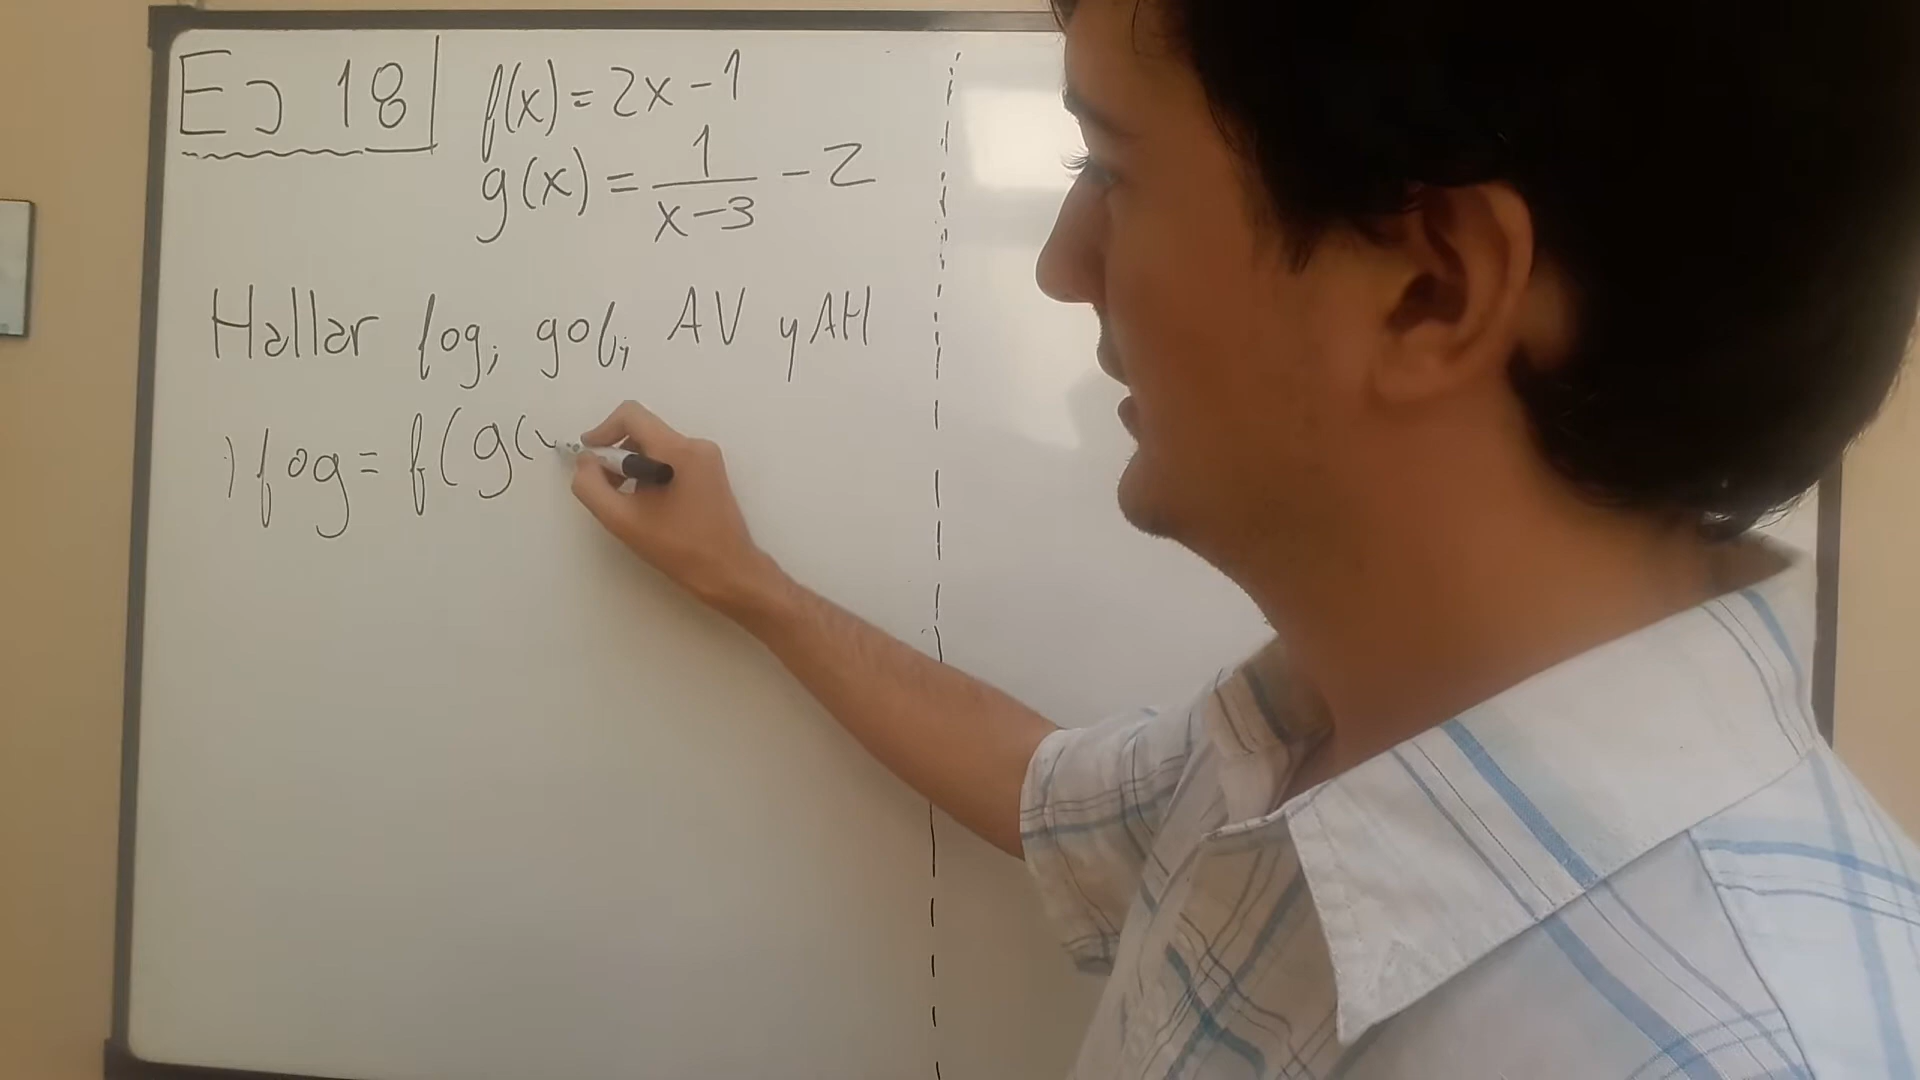 EJ 18
f(x) = 2x - 1
g(x) = 1/(x-3) - 2
Hallar fog; gof; AV y AH
) fog = f(g(x